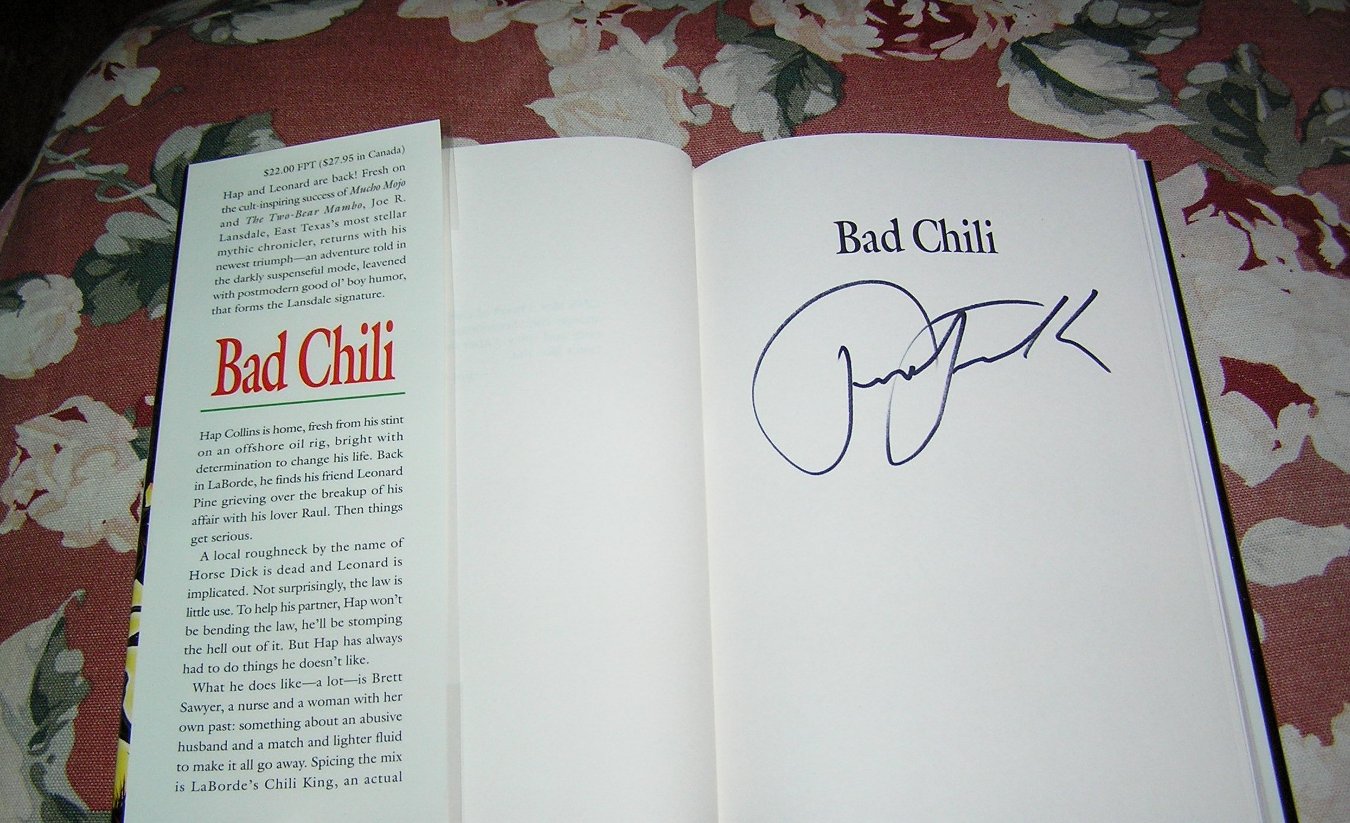 $22.00 FPT ($27.95 in Canada)
Hap and Leonard are back! Fresh on
the cult-inspiring success of Mucho Mojo
and The Two-Bear Mambo, Joe R.
Lansdale, East Texas's most stellar
mythic chronicler, returns with his
newest triumph—an adventure told in
the darkly suspenseful mode, leavened
with postmodern good ol' boy humor,
that forms the Lansdale signature.
Bad Chili
Hap Collins is home, fresh from his stint
on an offshore oil rig, bright with
determination to change his life. Back
in LaBorde, he finds his friend Leonard
Pine grieving over the breakup of his
affair with his lover Raul. Then things
get serious.
A local roughneck by the name of
Horse Dick is dead and Leonard is
implicated. Not surprisingly, the law is
little use. To help his partner, Hap won't
be bending the law, he'll be stomping
the hell out of it. But Hap has always
had to do things he doesn't like.
What he does like—a lot—is Brett
Sawyer, a nurse and a woman with her
own past: something about an abusive
husband and a match and lighter fluid
to make it all go away. Spicing the mix
is LaBorde's Chili King, an actual
Bad Chili